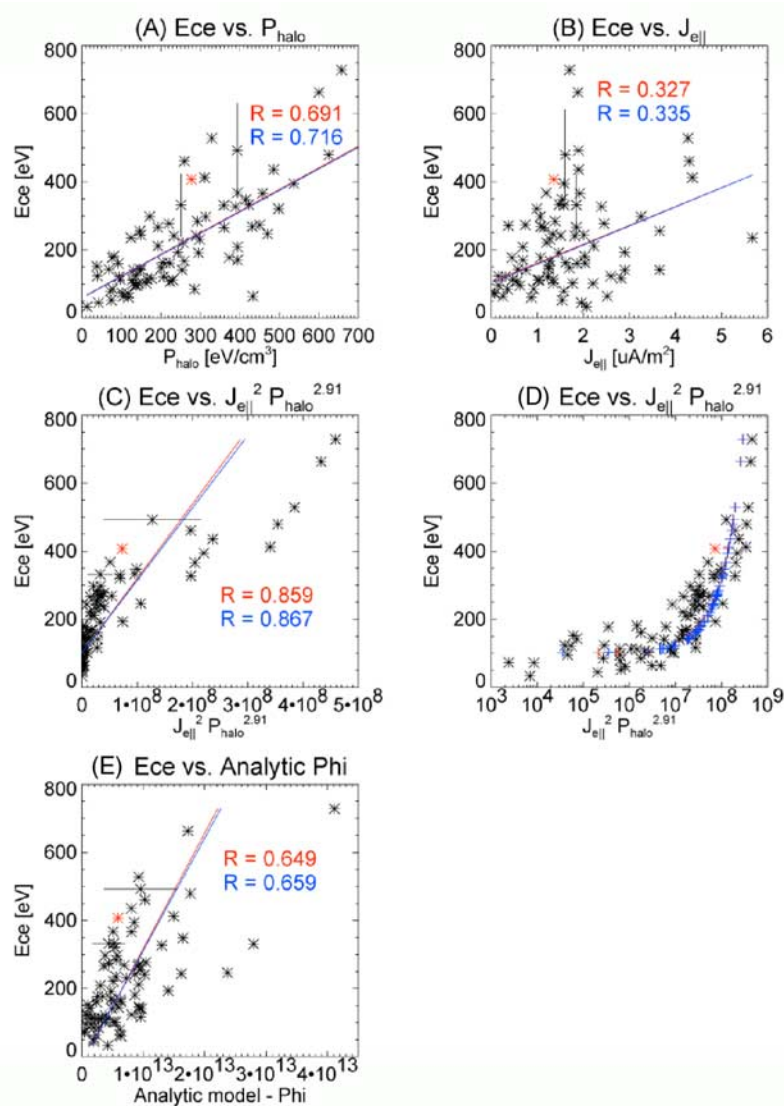 (A) Ece vs. P_halo
(B) Ece vs. J_e||
800
600
400
200
0
Ece [eV]
R = 0.691
R = 0.716
0 100 200 300 400 500 600 700
P_halo [eV/cm³]
800
600
400
200
0
Ece [eV]
R = 0.327
R = 0.335
0 1 2 3 4 5 6
J_e|| [uA/m²]
(C) Ece vs. J_e||² P_halo^2.91
(D) Ece vs. J_e||² P_halo^2.91
800
600
400
200
0
Ece [eV]
R = 0.859
R = 0.867
0 1•10⁸ 2•10⁸ 3•10⁸ 4•10⁸ 5•10⁸
J_e||² P_halo^2.91
800
600
400
200
0
Ece [eV]
10³ 10⁴ 10⁵ 10⁶ 10⁷ 10⁸ 10⁹
J_e||² P_halo^2.91
(E) Ece vs. Analytic Phi
800
600
400
200
0
Ece [eV]
R = 0.649
R = 0.659
0 1•10¹³ 2•10¹³ 3•10¹³ 4•10¹³
Analytic model - Phi